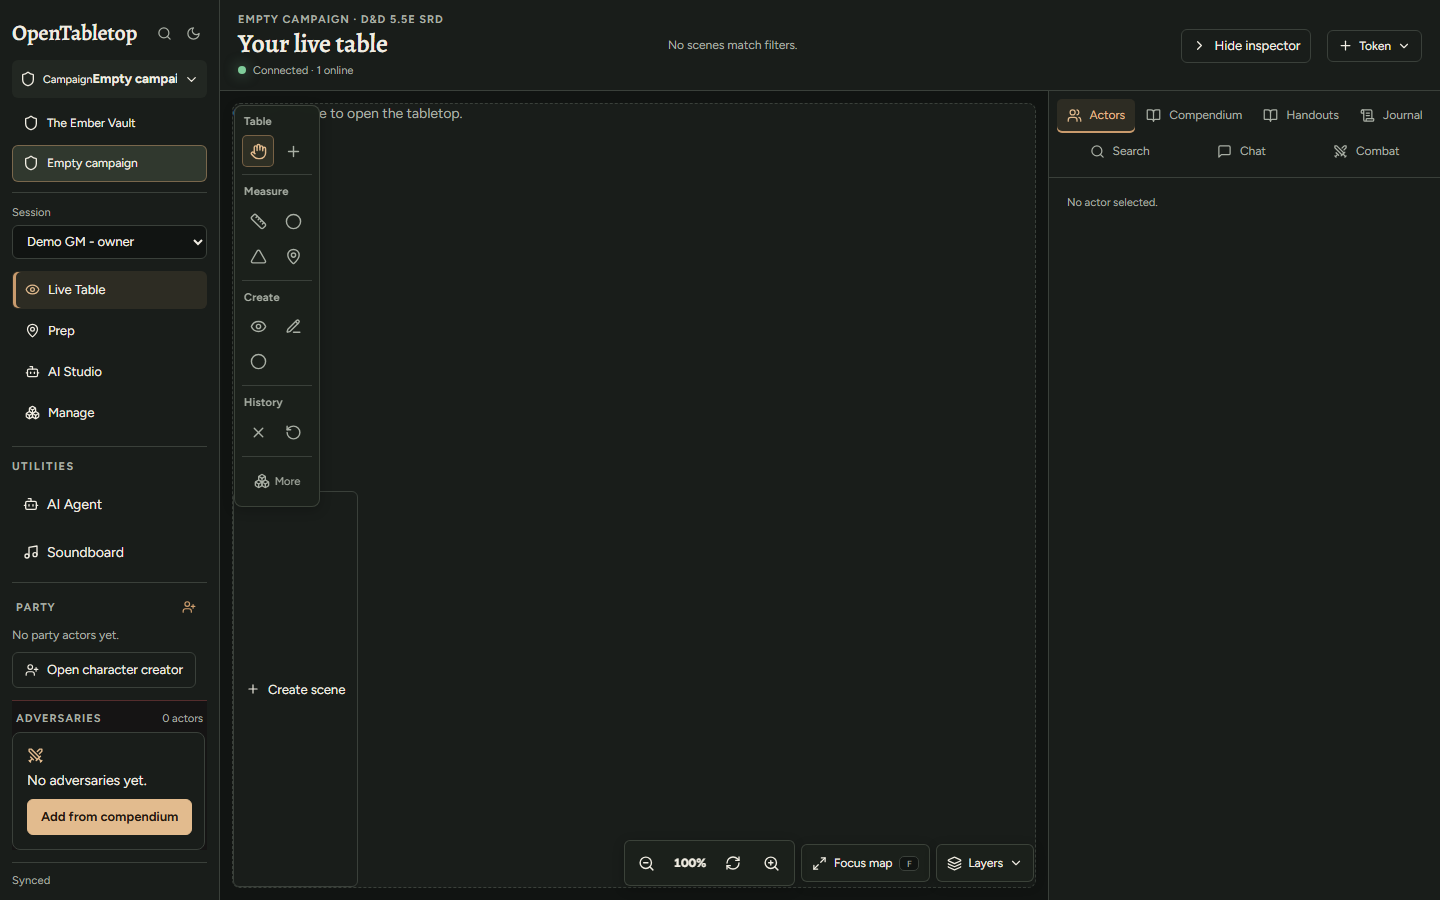 OpenTabletop
CampaignEmpty campai
The Ember Vault
Empty campaign
Session
Demo GM - owner
Live Table
Prep
AI Studio
Manage
UTILITIES
AI Agent
Soundboard
PARTY
No party actors yet.
Open character creator
ADVERSARIES 0 actors
No adversaries yet.
Add from compendium
Synced
EMPTY CAMPAIGN · D&D 5.5E SRD
Your live table
Connected · 1 online
No scenes match filters.
Hide inspector
Token
e to open the tabletop.
Table
Measure
Create
History
More
Create scene
100%
Focus map F
Layers
Actors Compendium Handouts Journal
Search Chat Combat
No actor selected.